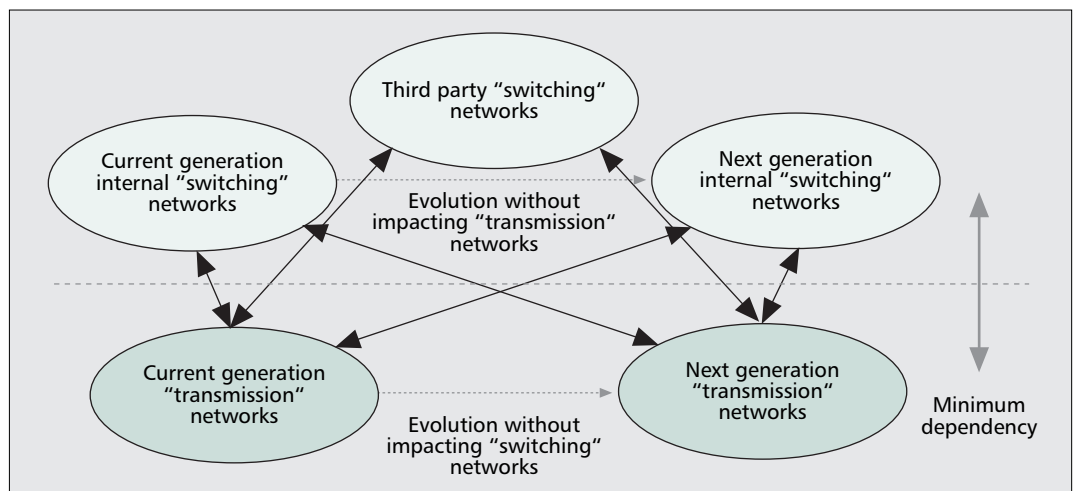 Third party “switching“
networks
Current generation
internal “switching“
networks
Next generation
internal “switching“
networks
Evolution without
impacting “transmission“
networks
Current generation
“transmission“
networks
Next generation
“transmission“
networks
Evolution without
impacting “switching“
networks
Minimum
dependency